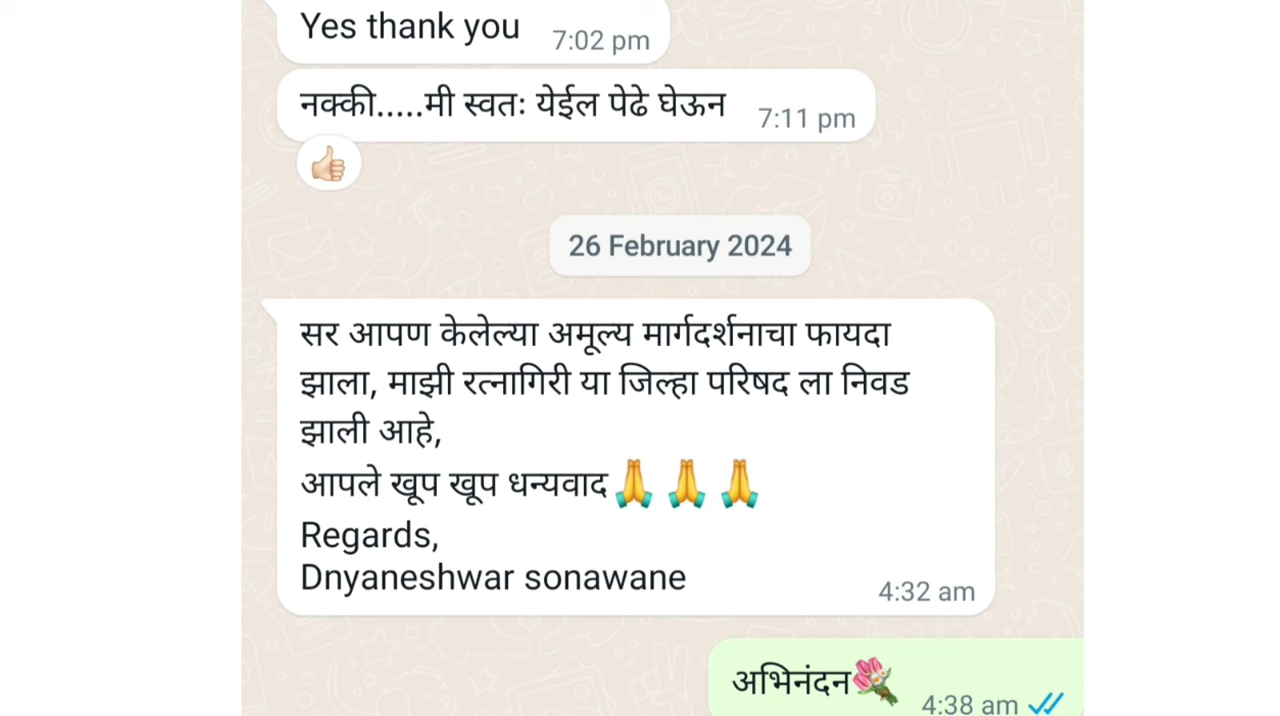 Yes thank you 7:02 pm
नक्की.....मी स्वतः येईल पेढे घेऊन 7:11 pm
26 February 2024
सर आपण केलेल्या अमूल्य मार्गदर्शनाचा फायदा
झाला, माझी रत्नागिरी या जिल्हा परिषद ला निवड
झाली आहे,
आपले खूप खूप धन्यवाद🙏🙏🙏
Regards,
Dnyaneshwar sonawane 4:32 am
अभिनंदन💐 4:38 am